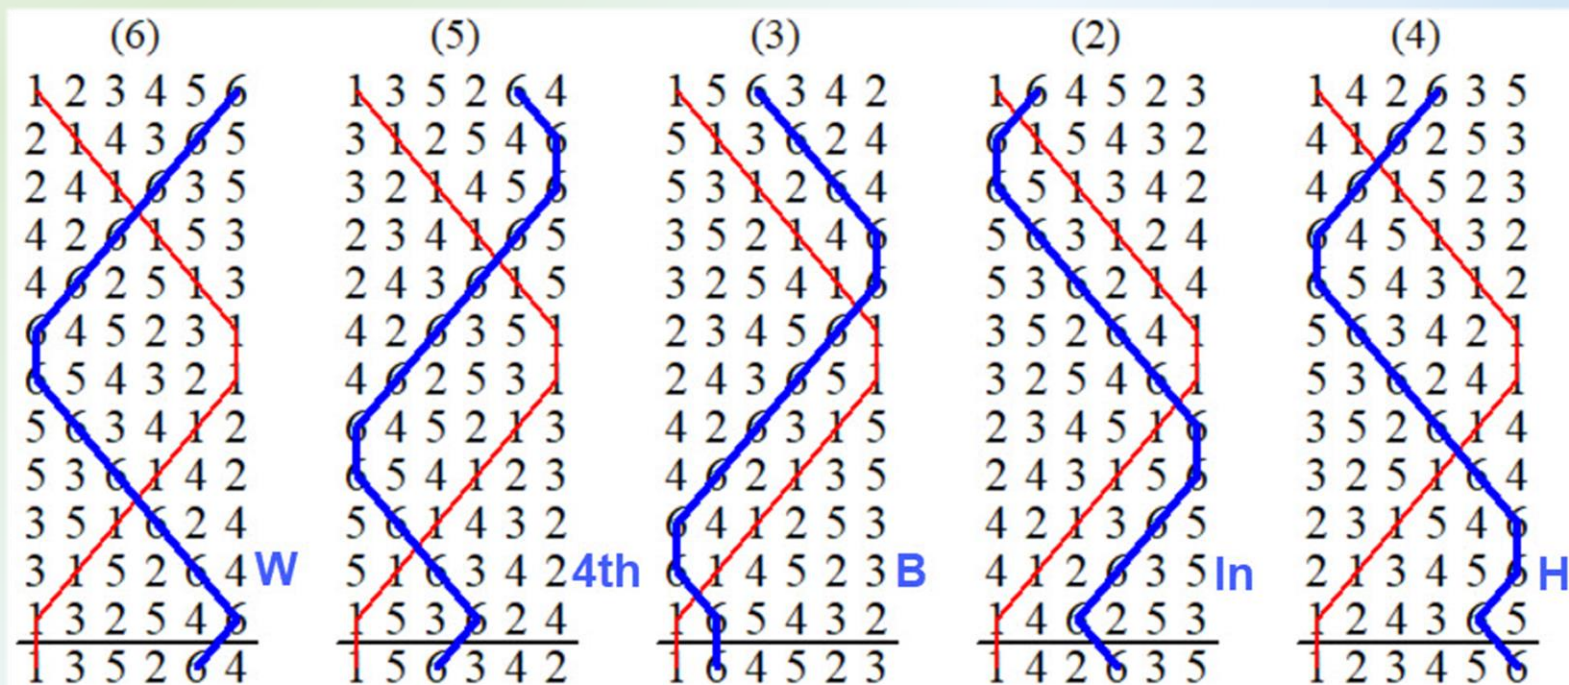 (6) (5) (3) (2) (4)
1 2 3 4 5 6 1 3 5 2 6 4 1 5 6 3 4 2 1 6 4 5 2 3 1 4 2 6 3 5
2 1 4 3 6 5 3 1 2 5 4 6 5 1 3 6 2 4 6 1 5 4 3 2 4 1 6 2 5 3
2 4 1 6 3 5 3 2 1 4 5 6 5 3 1 2 6 4 6 5 1 3 4 2 4 6 1 5 2 3
4 2 6 1 5 3 2 3 4 1 6 5 3 5 2 1 4 6 5 6 3 1 2 4 6 4 5 1 3 2
4 6 2 5 1 3 2 4 3 6 1 5 3 2 5 4 1 6 5 3 6 2 1 4 6 5 4 3 1 2
6 4 5 2 3 1 4 2 6 3 5 1 2 3 4 5 6 1 3 5 2 6 4 1 5 6 3 4 2 1
6 5 4 3 2 1 4 6 2 5 3 1 2 4 3 6 5 1 3 2 5 4 6 1 5 3 6 2 4 1
5 6 3 4 1 2 6 4 5 2 1 3 4 2 6 3 1 5 2 3 4 5 1 6 3 5 2 6 1 4
5 3 6 1 4 2 6 5 4 1 2 3 4 6 2 1 3 5 2 4 3 1 5 6 3 2 5 1 6 4
3 5 1 6 2 4 5 6 1 4 3 2 6 4 1 2 5 3 4 2 1 3 6 5 2 3 1 5 4 6
3 1 5 2 6 4 W 5 1 6 3 4 2 4th 6 1 4 5 2 3 B 4 1 2 6 3 5 In 2 1 3 4 5 6 H
1 3 2 5 4 6 1 5 3 6 2 4 1 6 5 4 3 2 1 4 6 2 5 3 1 2 4 3 6 5
1 3 5 2 6 4 1 5 6 3 4 2 1 6 4 5 2 3 1 4 2 6 3 5 1 2 3 4 5 6